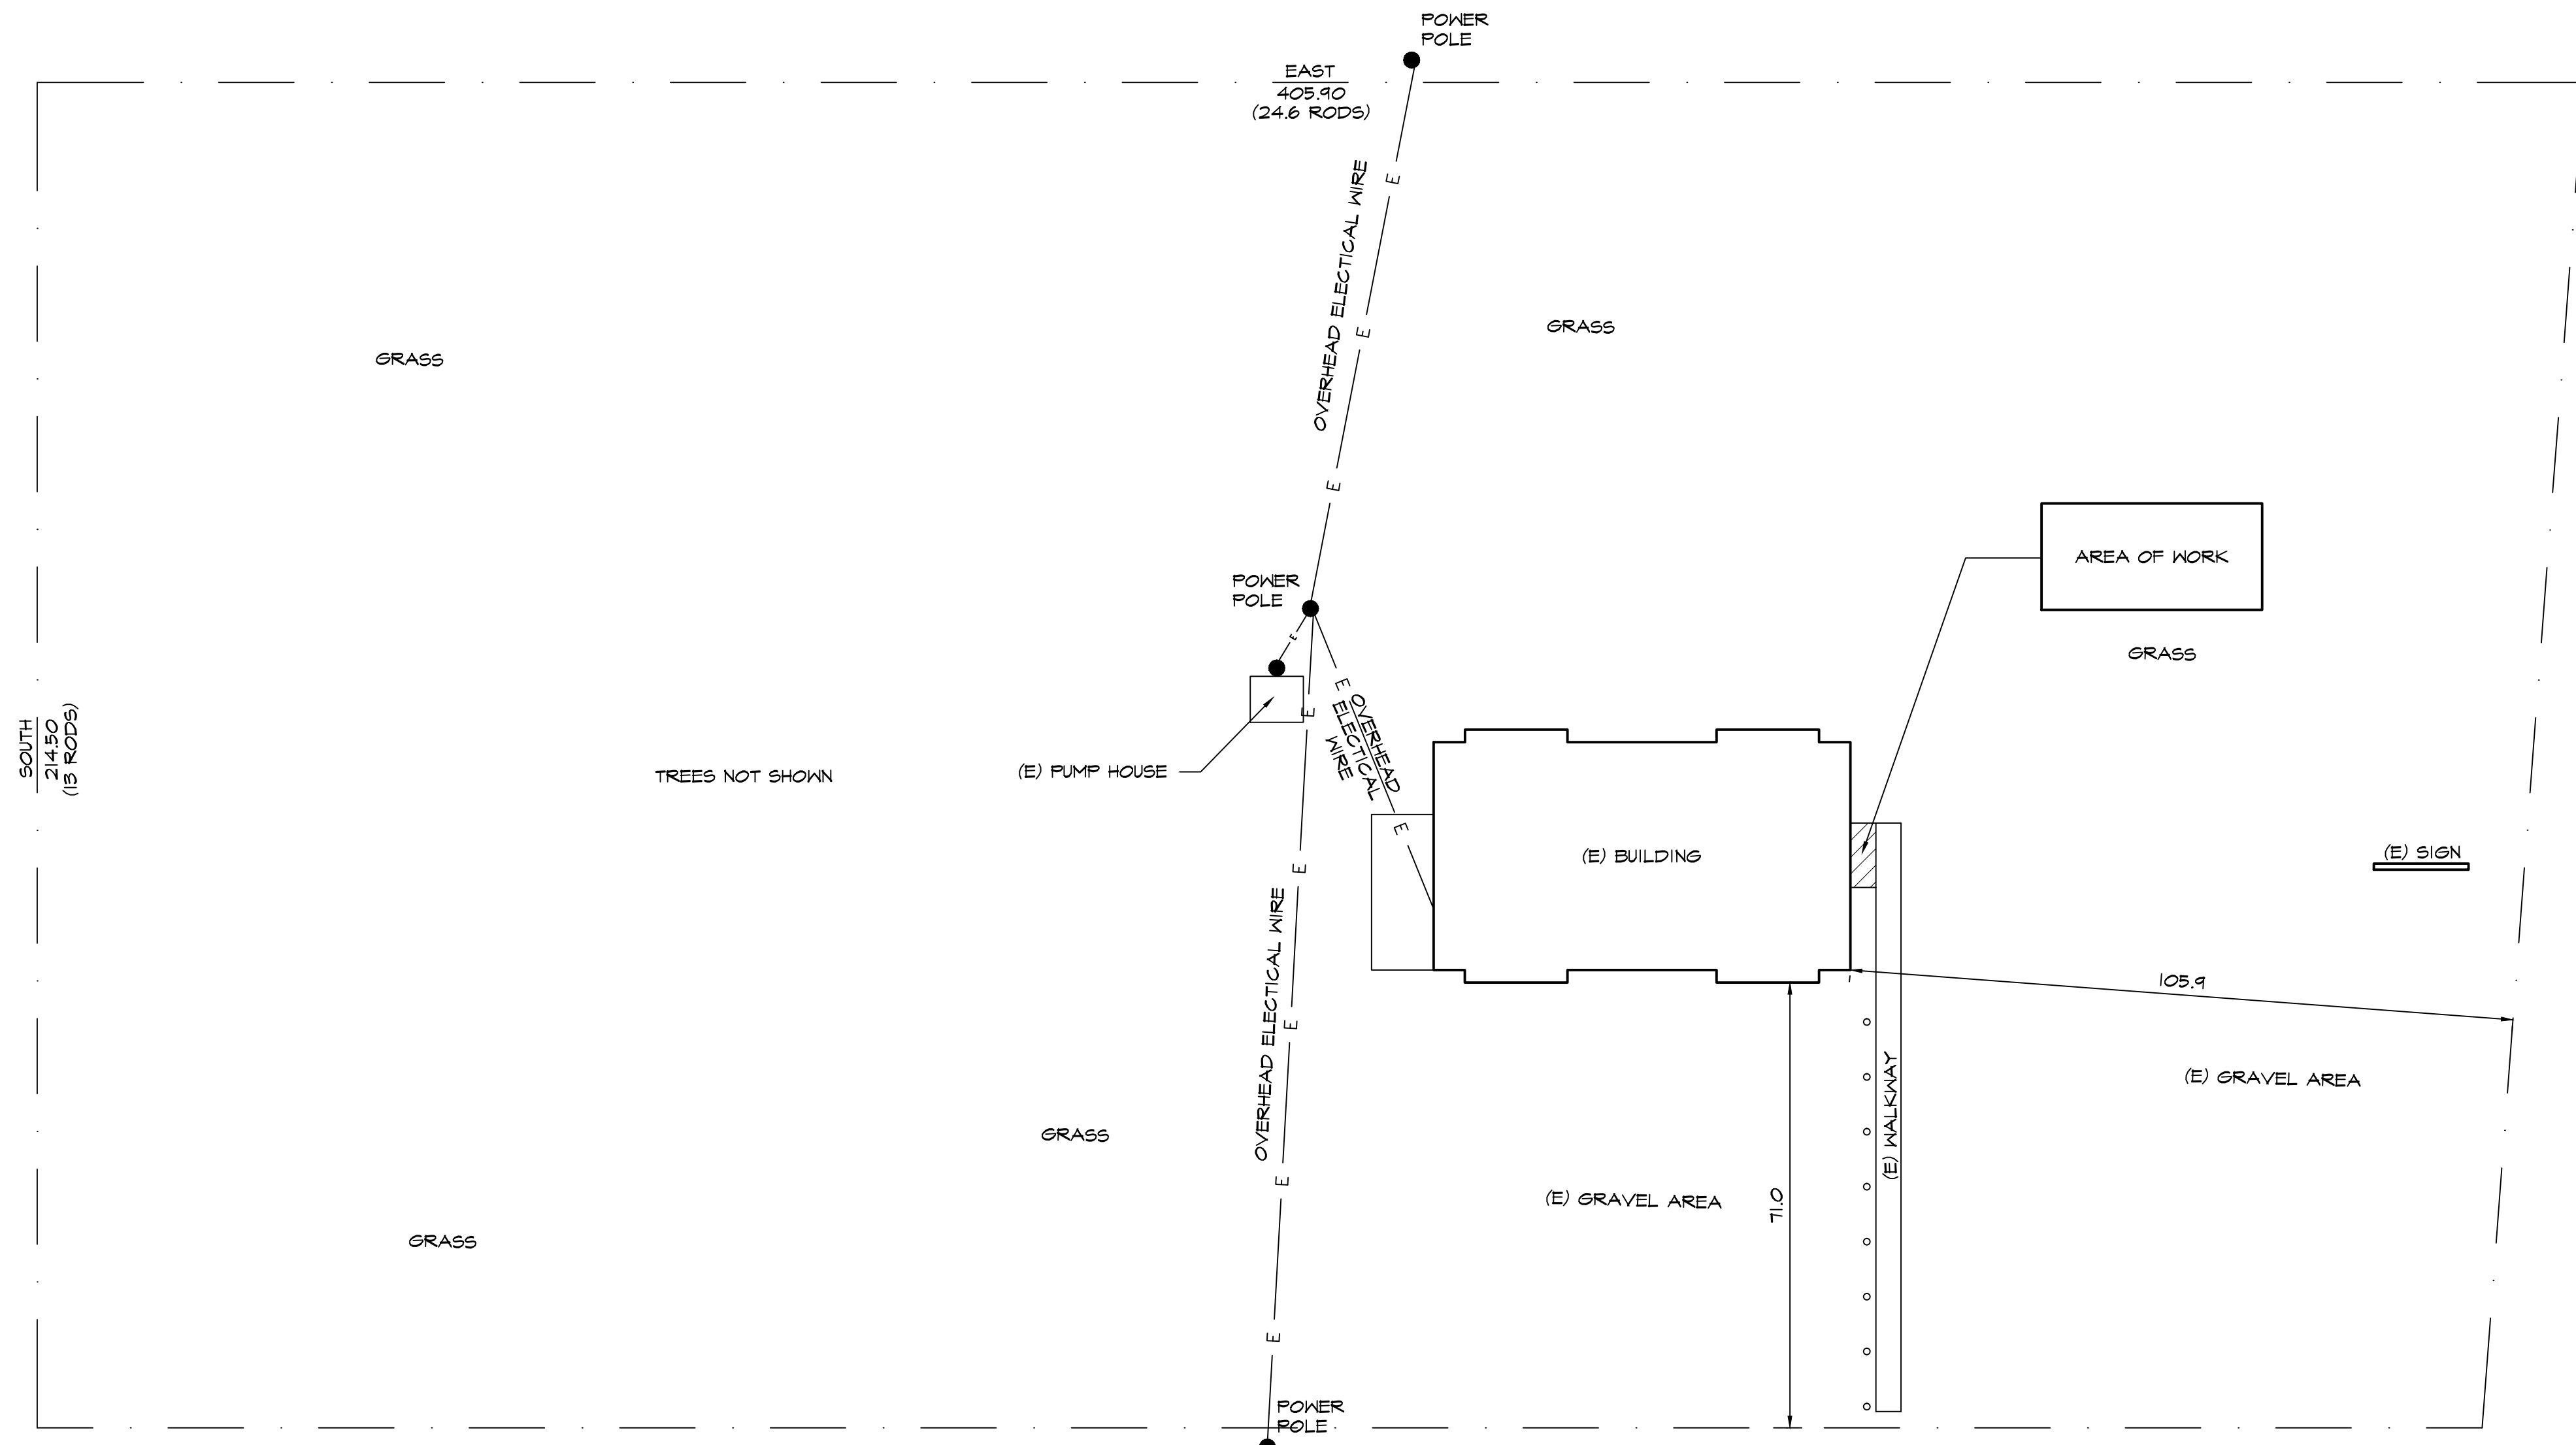 POWER
POLE
EAST
405.90
(24.6 RODS)
OVERHEAD ELECTICAL WIRE
E
E
E
GRASS
GRASS
AREA OF WORK
POWER
POLE
E
GRASS
E
E
OVERHEAD
ELECTICAL
WIRE
SOUTH
214.50
(13 RODS)
TREES NOT SHOWN
(E) PUMP HOUSE
E
(E) BUILDING
(E) SIGN
E
OVERHEAD ELECTICAL WIRE
105.9
E
(E) GRAVEL AREA
(E) WALKWAY
GRASS
E
(E) GRAVEL AREA
71.0
GRASS
E
POWER
POLE